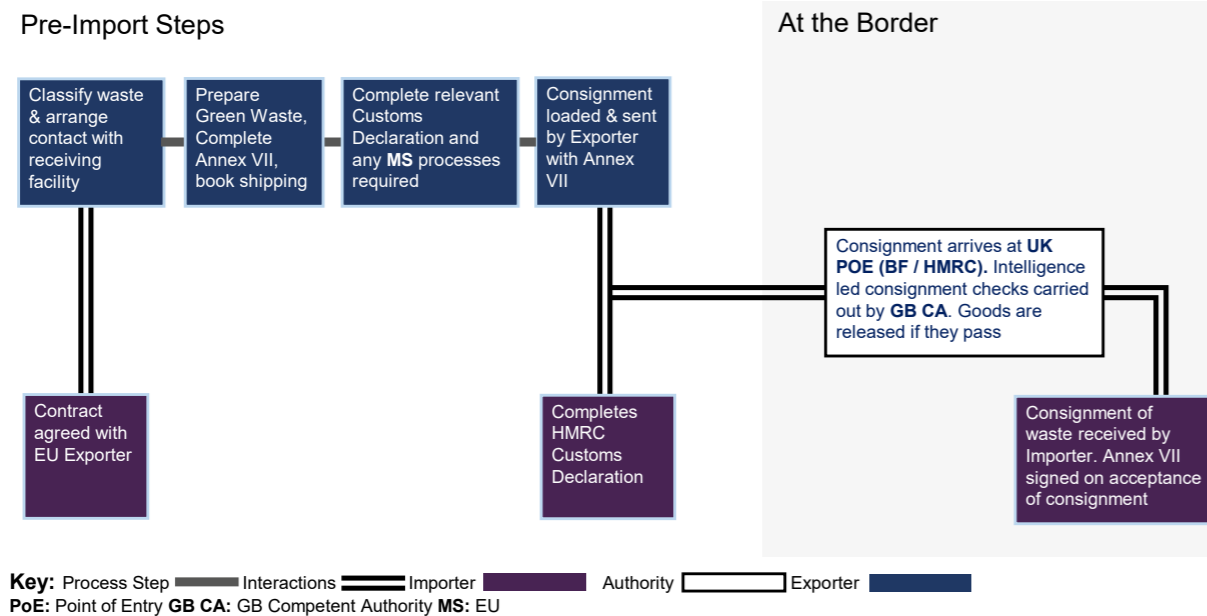 Pre-Import Steps
At the Border
Classify waste
& arrange
contact with
receiving
facility
Prepare
Green Waste,
Complete
Annex VII,
book shipping
Complete relevant
Customs
Declaration and
any MS processes
required
Consignment
loaded & sent
by Exporter
with Annex
VII
Consignment arrives at UK
POE (BF / HMRC). Intelligence
led consignment checks carried
out by GB CA. Goods are
released if they pass
Contract
agreed with
EU Exporter
Completes
HMRC
Customs
Declaration
Consignment of
waste received by
Importer. Annex VII
signed on acceptance
of consignment
Key: Process Step Interactions Importer Authority Exporter
PoE: Point of Entry GB CA: GB Competent Authority MS: EU